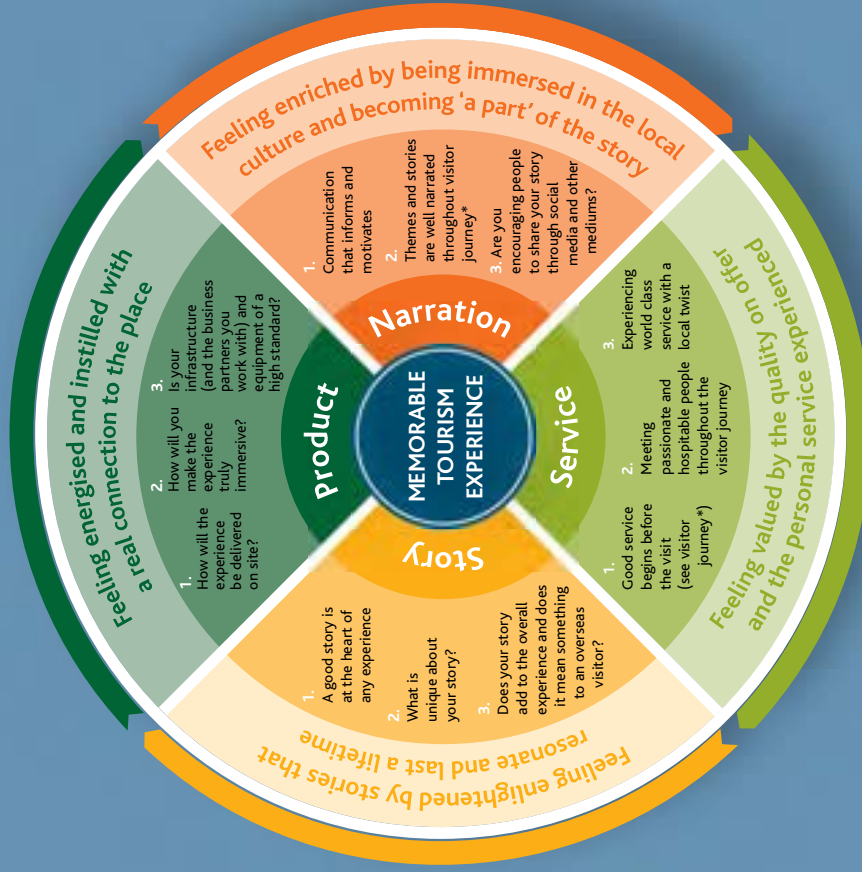 MEMORABLE
TOURISM
EXPERIENCE
Story
1.
A good story is
at the heart of
any experience
2.
What is
unique about
your story?
3.
Does your story
add to the overall
experience and does
it mean something
to an overseas
visitor?
Feeling enlightened by stories that
resonate and last a lifetime
Product
1.
How will the
experience
be delivered
on site?
2.
How will you
make the
experience
truly
immersive?
3.
Is your
infrastructure
(and the business
partners you
work with) and
equipment of a
high standard?
Feeling energised and instilled with
a real connection to the place
Narration
1.
Communication
that informs and
motivates
2.
Themes and stories
are well narrated
throughout visitor
journey*
3. Are you
encouraging people
to share your story
through social
media and other
mediums?
Feeling enriched by being immersed in the local
culture and becoming ‘a part’ of the story
Service
1.
Good service
begins before
the visit
(see visitor
journey*)
2.
Meeting
passionate and
hospitable people
throughout the
visitor journey
3.
Experiencing
world class
service with a
local twist
Feeling valued by the quality on offer
and the personal service experienced